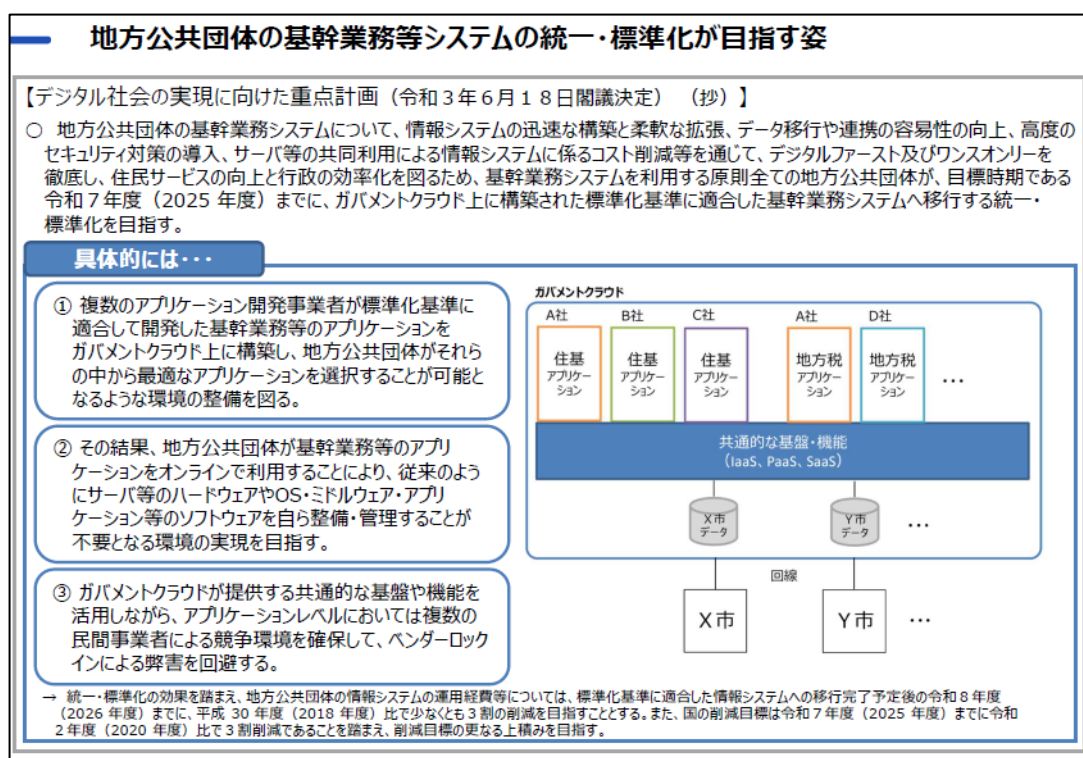 地方公共団体の基幹業務等システムの統一・標準化が目指す姿
【デジタル社会の実現に向けた重点計画（令和３年６月１８日閣議決定）（抄）】
○ 地方公共団体の基幹業務システムについて、情報システムの迅速な構築と柔軟な拡張、データ移行や連携の容易性の向上、高度の
セキュリティ対策の導入、サーバ等の共同利用による情報システムに係るコスト削減等を通じて、デジタルファースト及びワンスオンリーを
徹底し、住民サービスの向上と行政の効率化を図るため、基幹業務システムを利用する原則全ての地方公共団体が、目標時期である
令和７年度（2025 年度）までに、ガバメントクラウド上に構築された標準化基準に適合した基幹業務システムへ移行する統一・
標準化を目指す。
具体的には・・・
① 複数のアプリケーション開発事業者が標準化基準に
適合して開発した基幹業務等のアプリケーションを
ガバメントクラウド上に構築し、地方公共団体がそれら
の中から最適なアプリケーションを選択することが可能と
なるような環境の整備を図る。
② その結果、地方公共団体が基幹業務等のアプリ
ケーションをオンラインで利用することにより、従来のよう
にサーバ等のハードウェアやOS・ミドルウェア・アプリ
ケーション等のソフトウェアを自ら整備・管理することが
不要となる環境の実現を目指す。
③ ガバメントクラウドが提供する共通的な基盤や機能を
活用しながら、アプリケーションレベルにおいては複数の
民間事業者による競争環境を確保して、ベンダーロック
インによる弊害を回避する。
ガバメントクラウド
A社 B社 C社 A社 D社
住基 住基 住基 地方税 地方税
アプリケー アプリケー アプリケー アプリケー アプリケー
ション ション ション ション ション
…
共通的な基盤・機能
（IaaS、PaaS、SaaS）
X市 Y市
データ データ …
回線
X市 Y市 …
→ 統一・標準化の効果を踏まえ、地方公共団体の情報システムの運用経費等については、標準化基準に適合した情報システムへの移行完了予定後の令和８年度
（2026 年度）までに、平成 30 年度（2018 年度）比で少なくとも３割の削減を目指すこととする。また、国の削減目標は令和７年度（2025 年度）までに令和
２年度（2020 年度）比で３割削減であることを踏まえ、削減目標の更なる上積みを目指す。